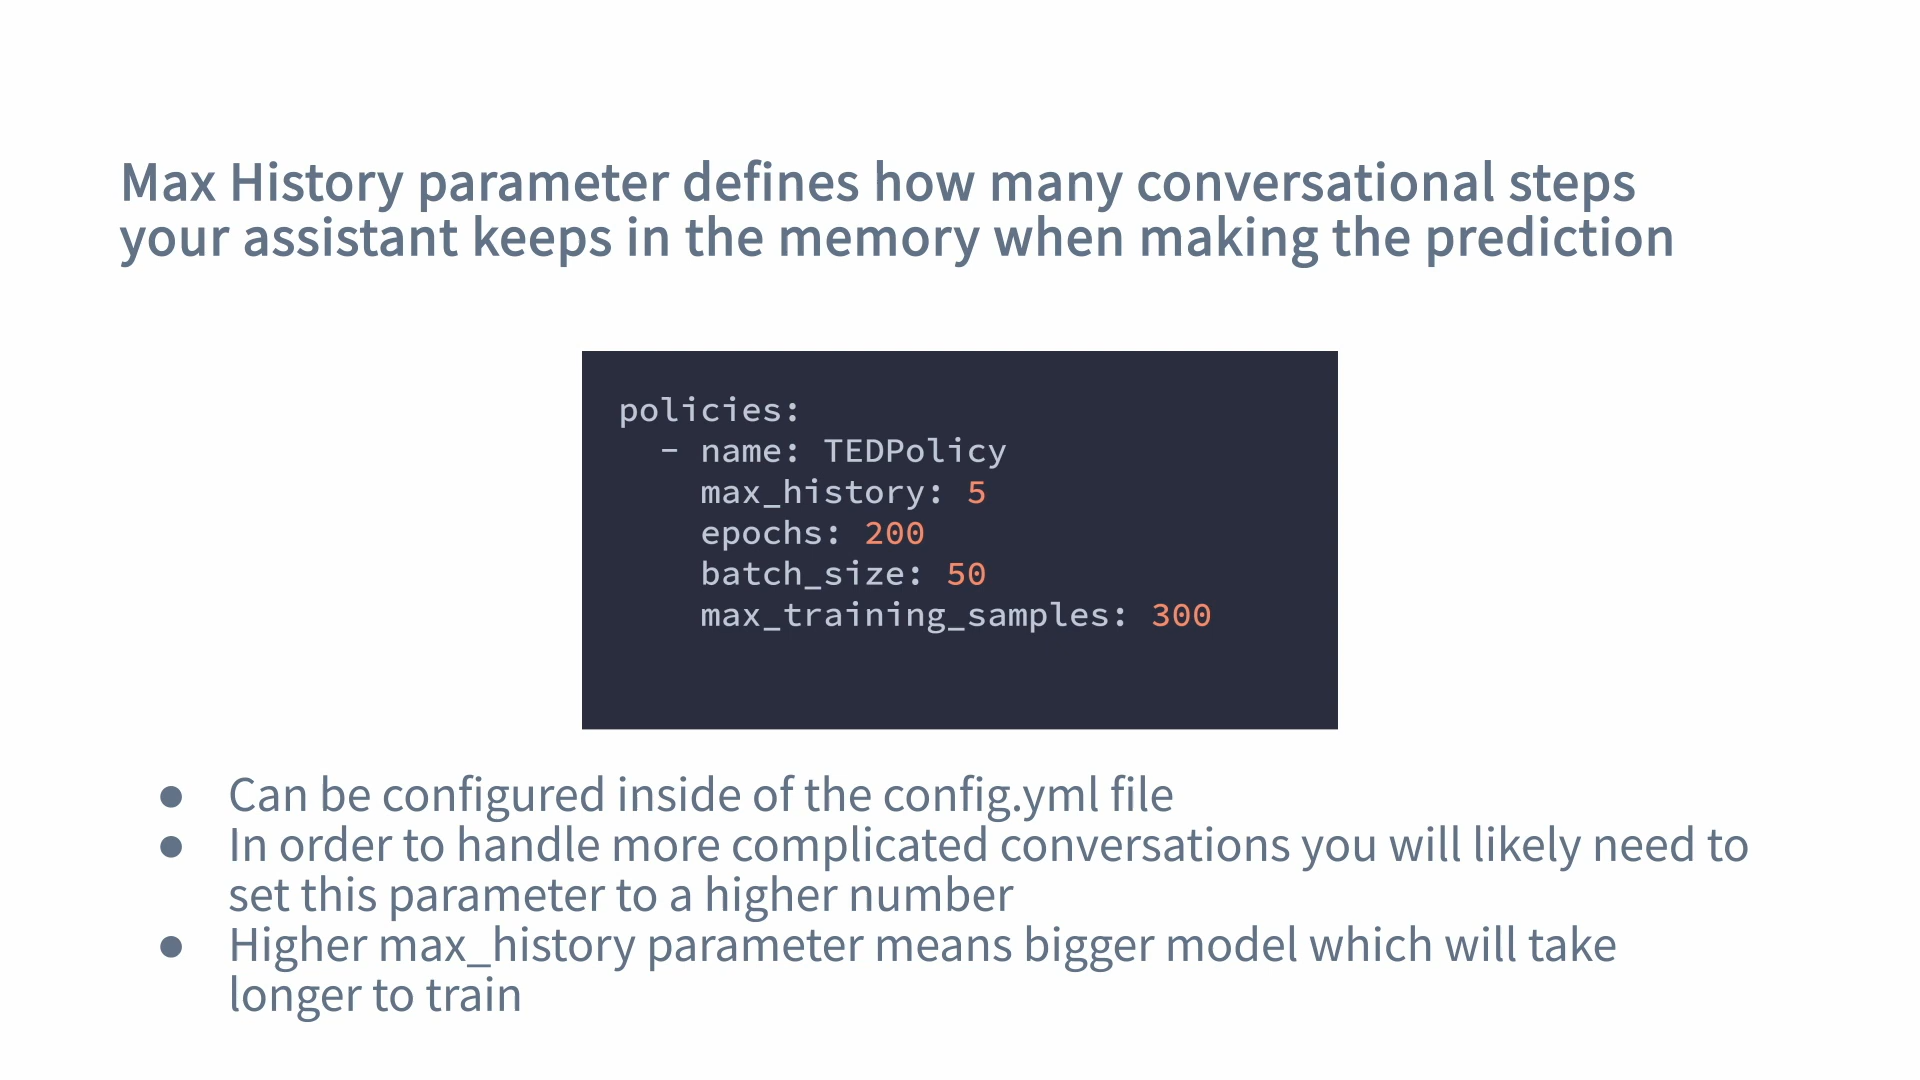 Max History parameter defines how many conversational steps
your assistant keeps in the memory when making the prediction
policies:
  - name: TEDPolicy
    max_history: 5
    epochs: 200
    batch_size: 50
    max_training_samples: 300
● Can be configured inside of the config.yml file
● In order to handle more complicated conversations you will likely need to
set this parameter to a higher number
● Higher max_history parameter means bigger model which will take
longer to train